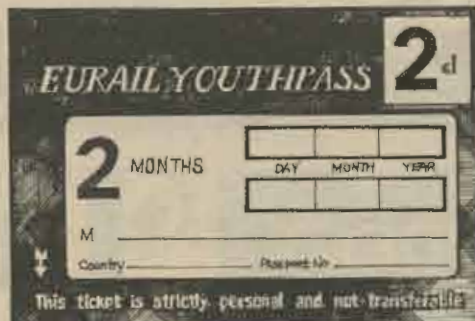 EURAIL YOUTHPASS 2d
2 MONTHS
DAY MONTH YEAR
M
Country Passport No
This ticket is strictly personal and not transferable